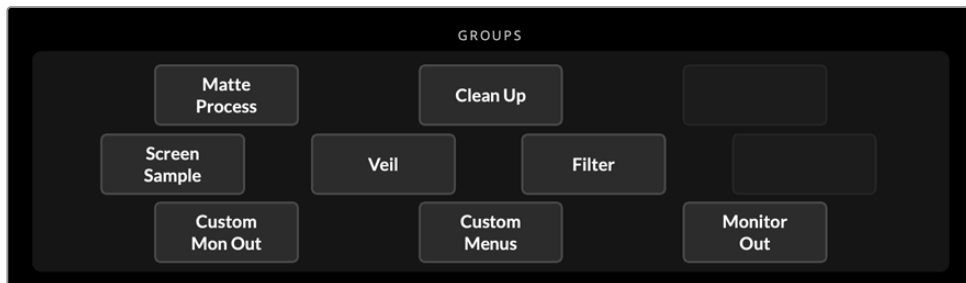 GROUPS
Matte
Process
Clean Up
Screen
Sample
Veil
Filter
Custom
Mon Out
Custom
Menus
Monitor
Out